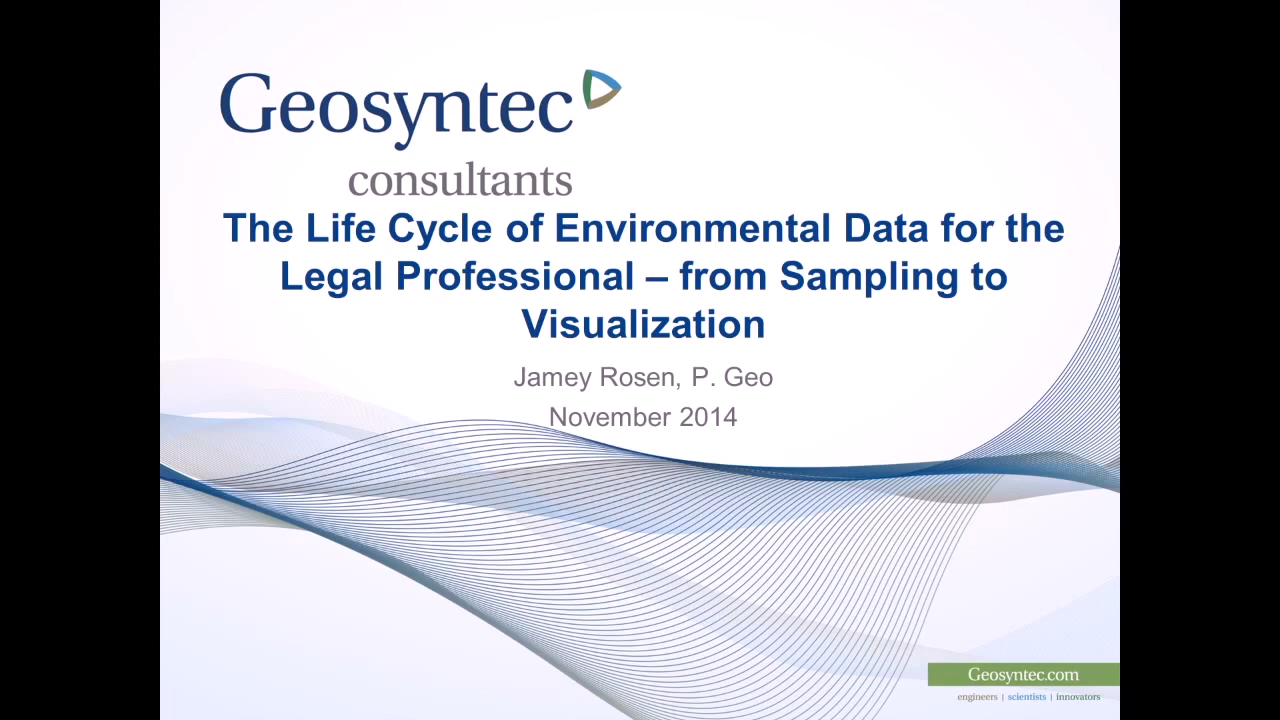 Geosyntec
consultants
The Life Cycle of Environmental Data for the
Legal Professional – from Sampling to
Visualization
Jamey Rosen, P. Geo
November 2014
Geosyntec.com
engineers | scientists | innovators